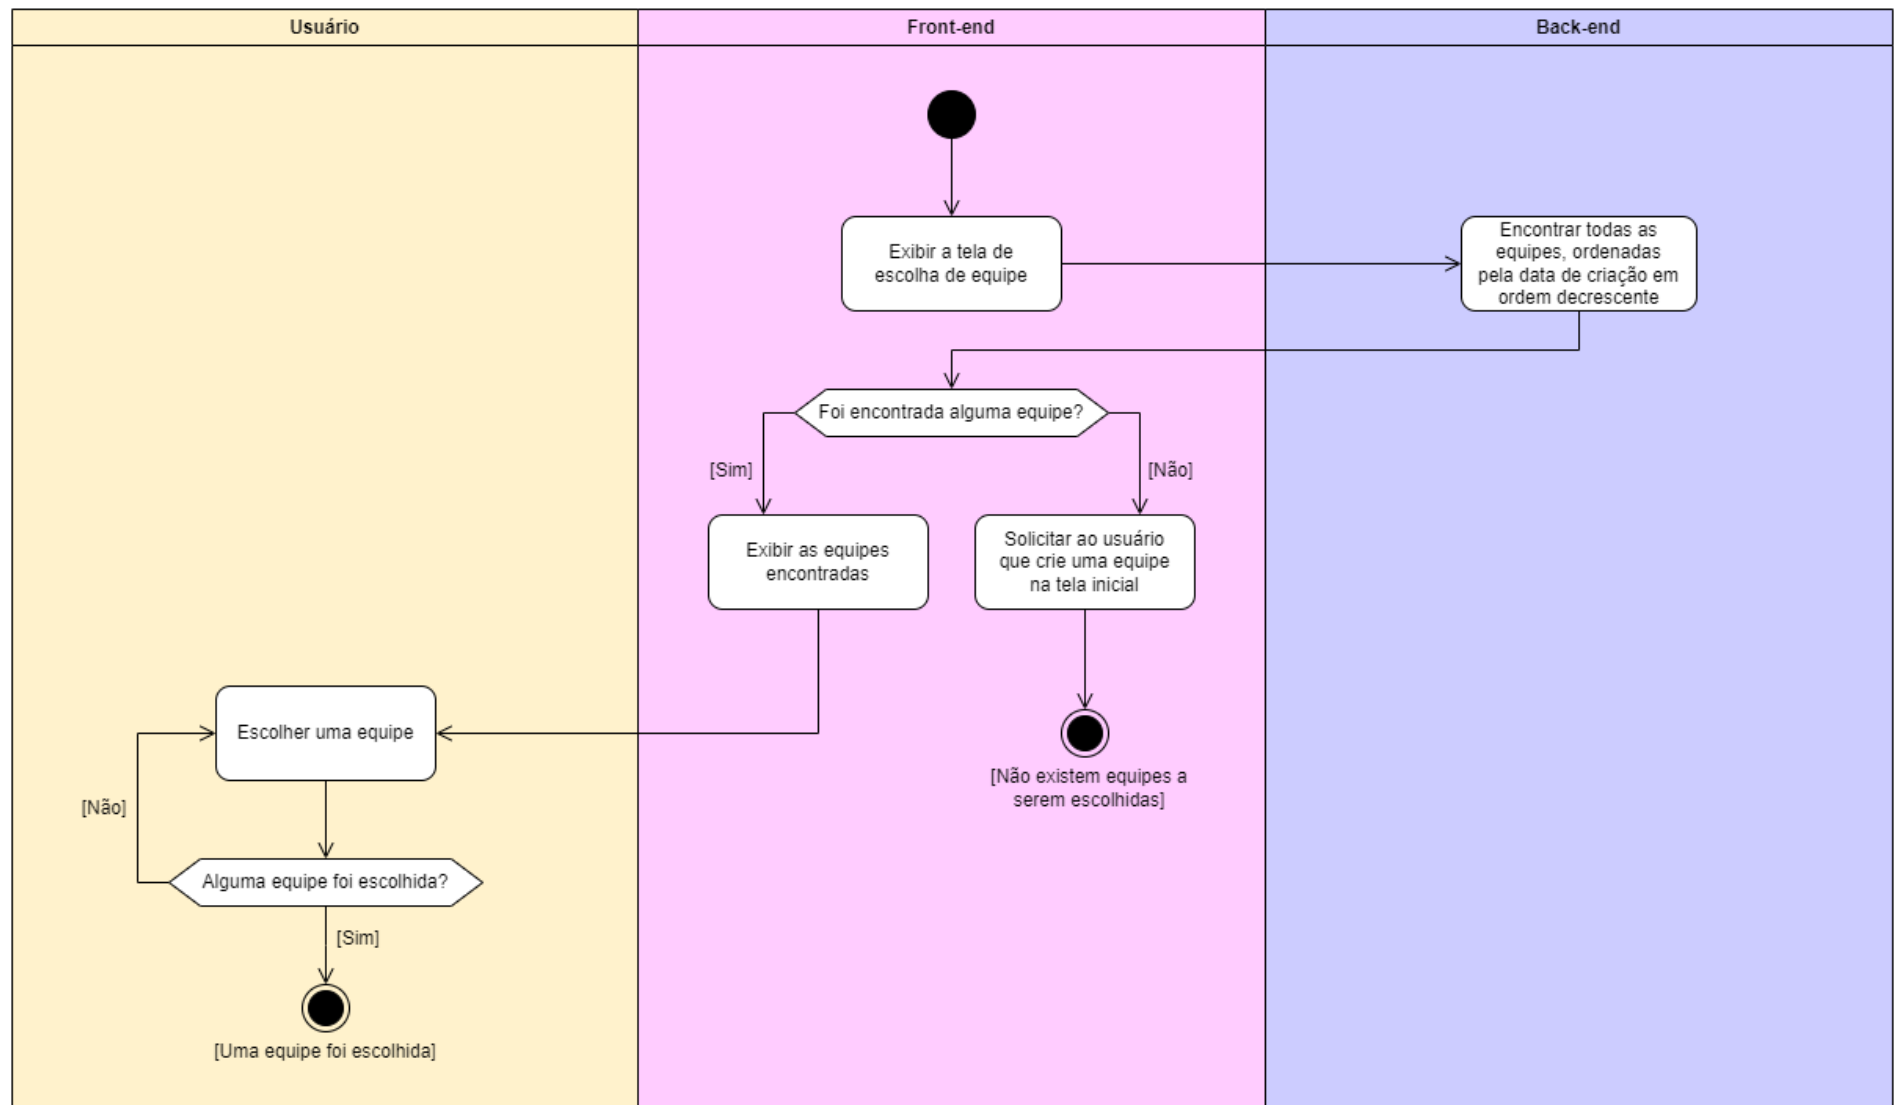 Usuário
Front-end
Back-end
Exibir a tela de
escolha de equipe
Encontrar todas as
equipes, ordenadas
pela data de criação em
ordem decrescente
Foi encontrada alguma equipe?
[Sim]
[Não]
Exibir as equipes
encontradas
Solicitar ao usuário
que crie uma equipe
na tela inicial
Escolher uma equipe
[Não existem equipes a
serem escolhidas]
[Não]
Alguma equipe foi escolhida?
[Sim]
[Uma equipe foi escolhida]